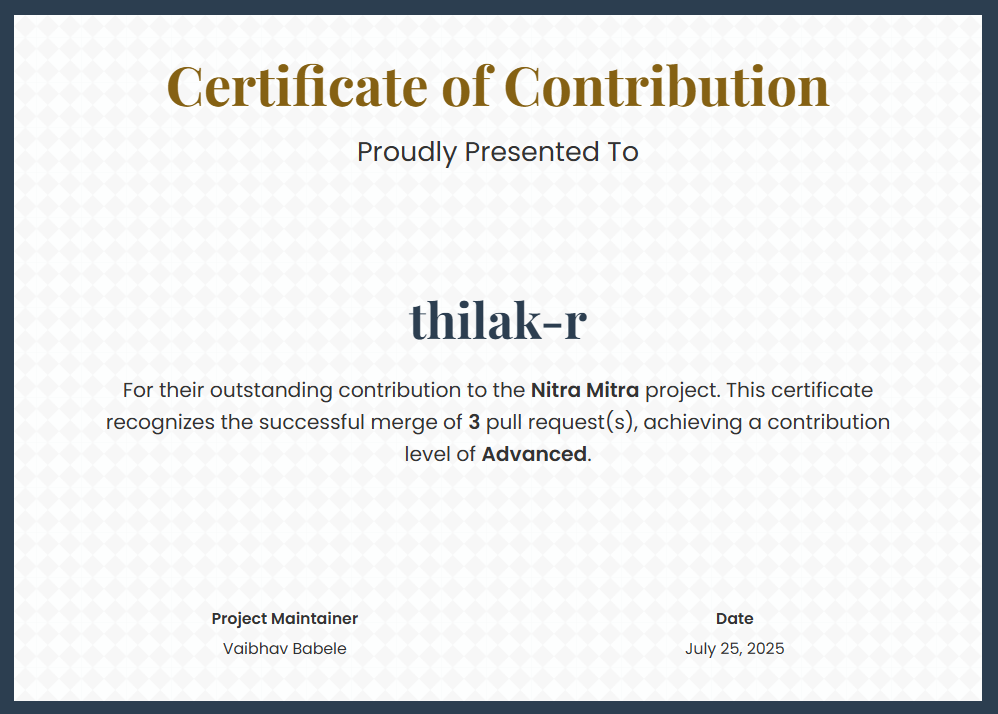 Certificate of Contribution
Proudly Presented To
thilak-r
For their outstanding contribution to the Nitra Mitra project. This certificate
recognizes the successful merge of 3 pull request(s), achieving a contribution
level of Advanced.
Project Maintainer
Vaibhav Babele
Date
July 25, 2025